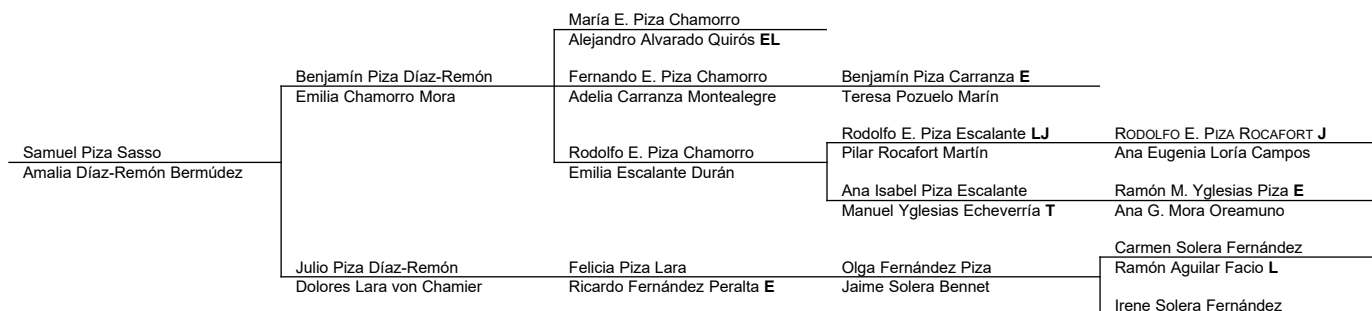 María E. Piza Chamorro
Alejandro Alvarado Quirós EL
Benjamín Piza Díaz-Remón
Emilia Chamorro Mora
Fernando E. Piza Chamorro
Adelia Carranza Montealegre
Benjamín Piza Carranza E
Teresa Pozuelo Marín
Samuel Piza Sasso
Amalia Díaz-Remón Bermúdez
Rodolfo E. Piza Chamorro
Emilia Escalante Durán
Rodolfo E. Piza Escalante LJ
Pilar Rocafort Martín
RODOLFO E. PIZA ROCAFORT J
Ana Eugenia Loría Campos
Ana Isabel Piza Escalante
Manuel Yglesias Echeverría T
Ramón M. Yglesias Piza E
Ana G. Mora Oreamuno
Julio Piza Díaz-Remón
Dolores Lara von Chamier
Felicia Piza Lara
Ricardo Fernández Peralta E
Olga Fernández Piza
Jaime Solera Bennet
Carmen Solera Fernández
Ramón Aguilar Facio L
Irene Solera Fernández